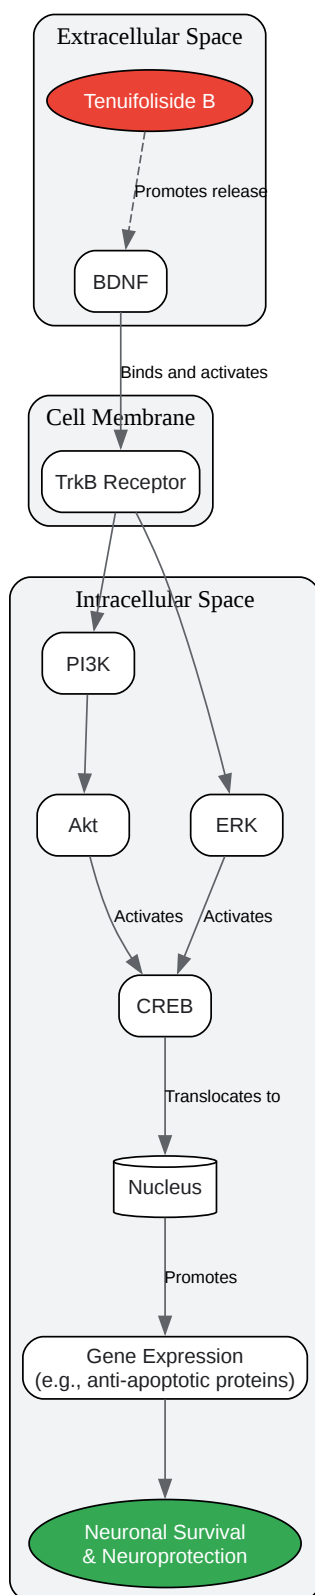 Extracellular Space
Tenuifoliside B
Promotes release
BDNF
Binds and activates
Cell Membrane
TrkB Receptor
Intracellular Space
PI3K
Akt
ERK
Activates
Activates
CREB
Translocates to
Nucleus
Promotes
Gene Expression
(e.g., anti-apoptotic proteins)
Neuronal Survival
& Neuroprotection